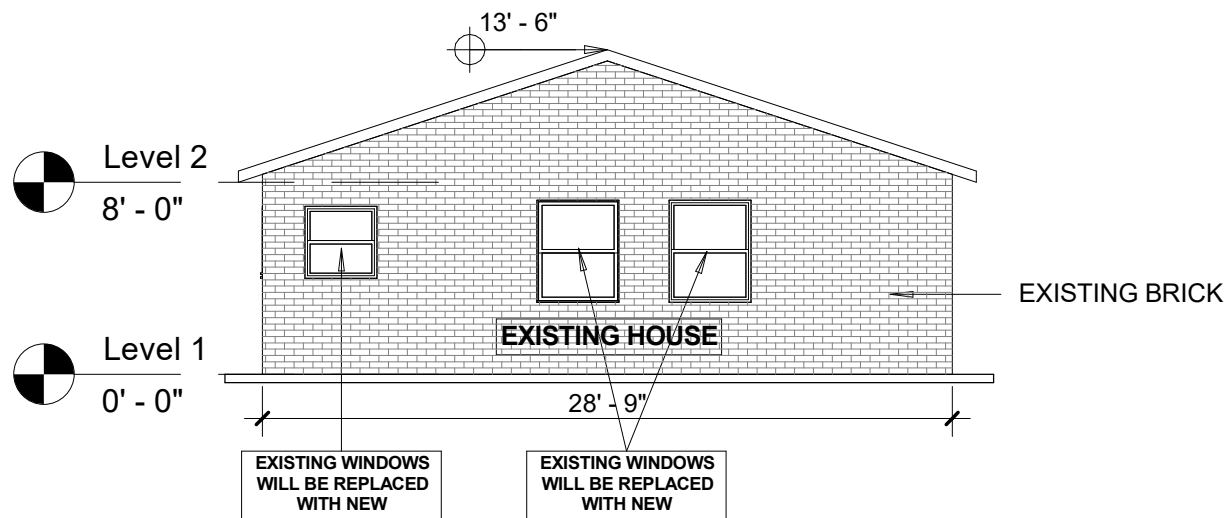 13' - 6"
Level 2
8' - 0"
EXISTING BRICK
EXISTING HOUSE
Level 1
0' - 0"
28' - 9"
EXISTING WINDOWS
WILL BE REPLACED
WITH NEW
EXISTING WINDOWS
WILL BE REPLACED
WITH NEW